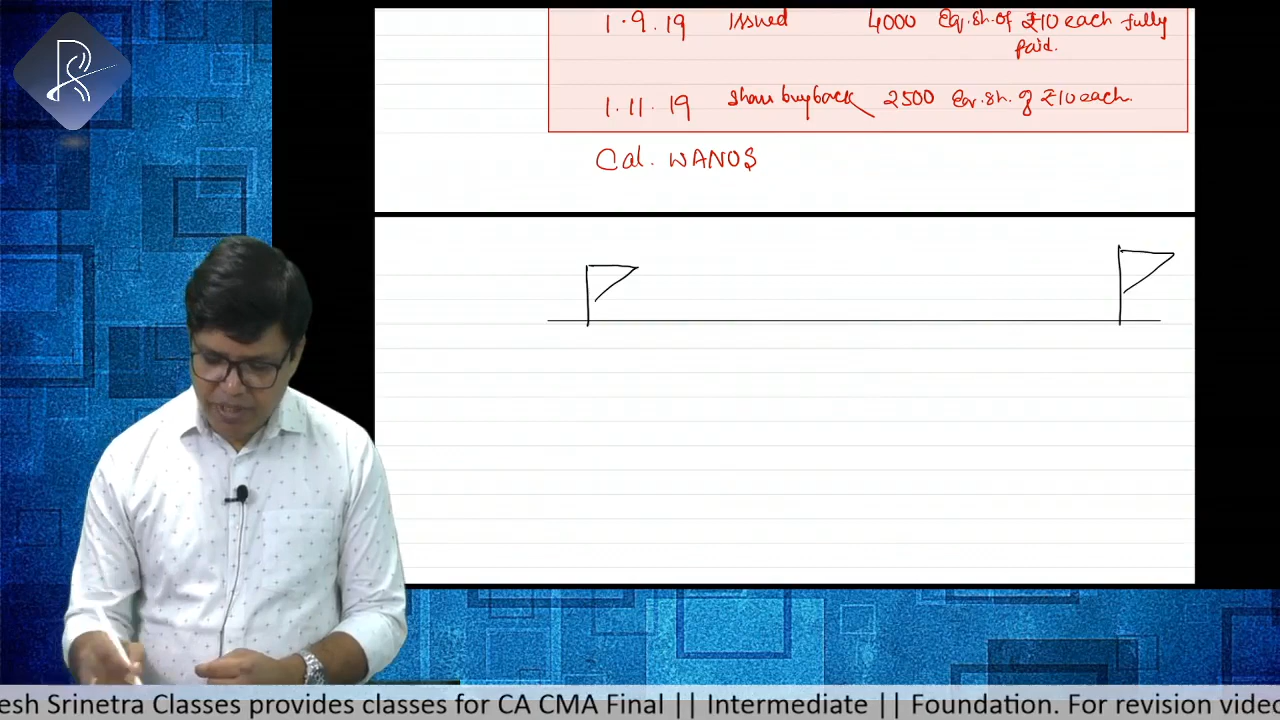 1.9.19 Issued 4000 Eq.sh.of ₹10 each fully
paid.
1.11.19 Share buyback 2500 Eq.sh. of ₹10 each.
Cal. WANOS
esh Srinetra Classes provides classes for CA CMA Final || Intermediate || Foundation. For revision video